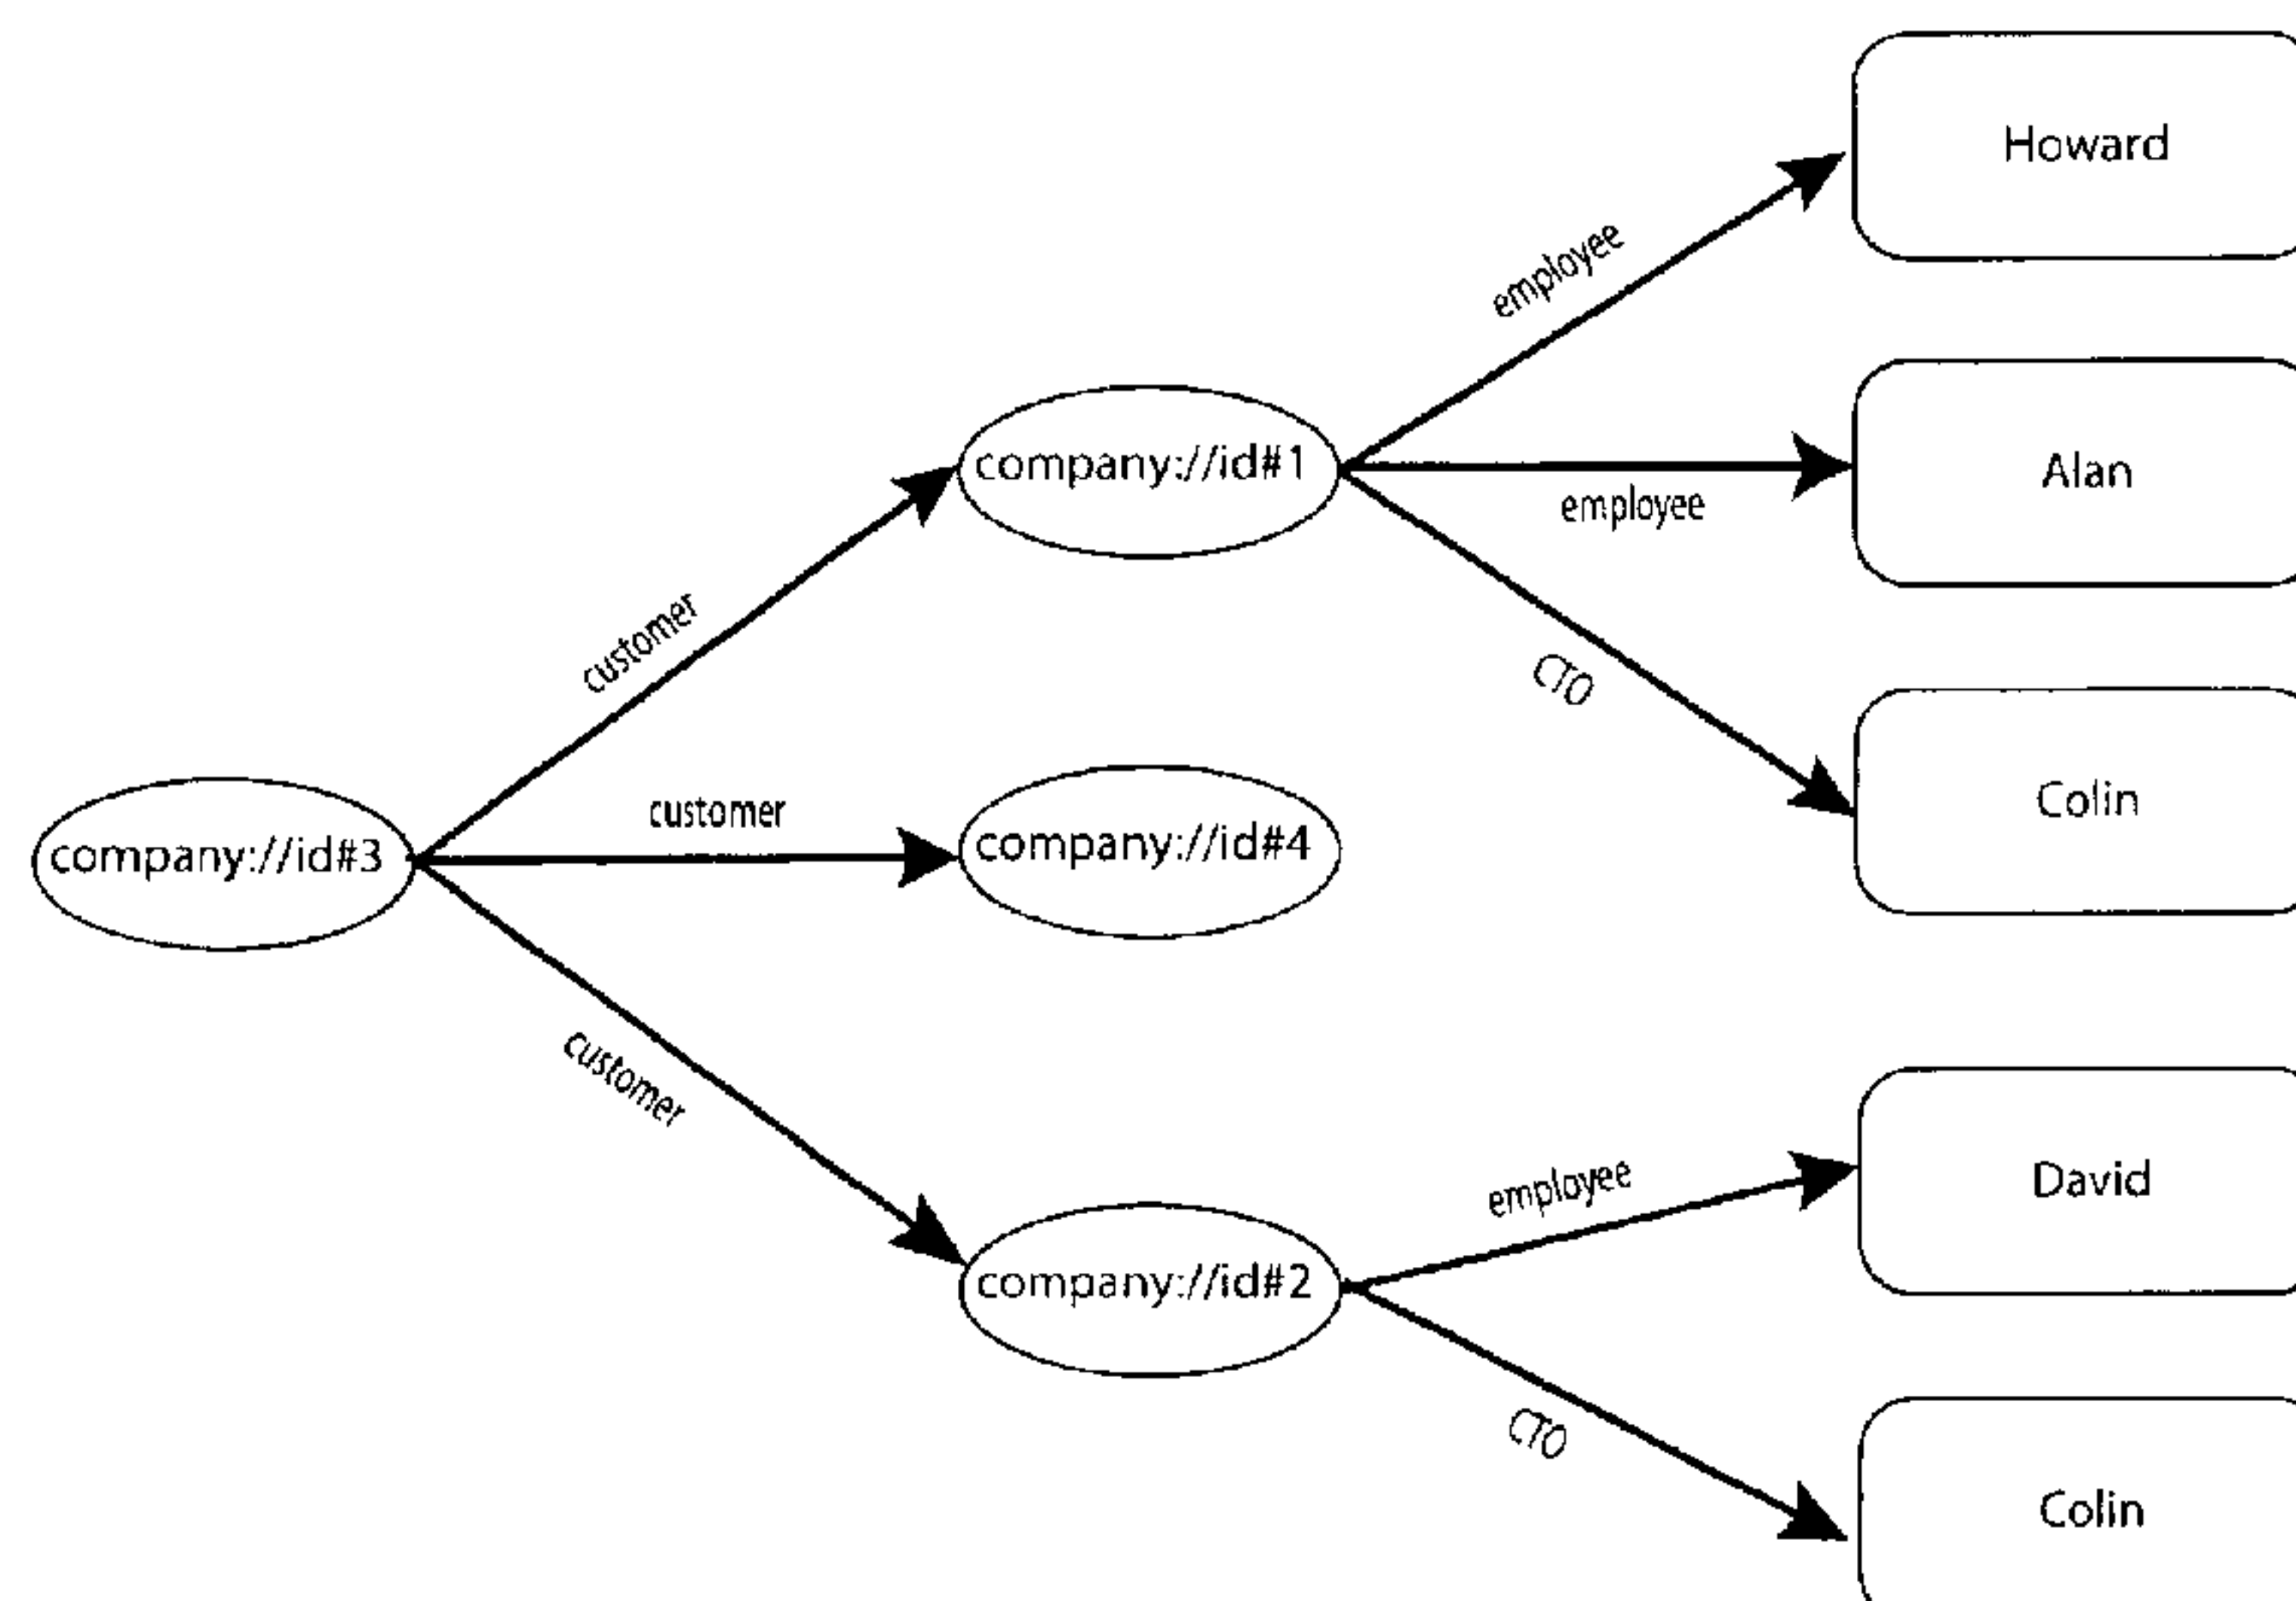 Howard
employee
company://id#1
Alan
employee
customer
CTO
Colin
customer
company://id#3
company://id#4
customer
employee
David
company://id#2
CTO
Colin